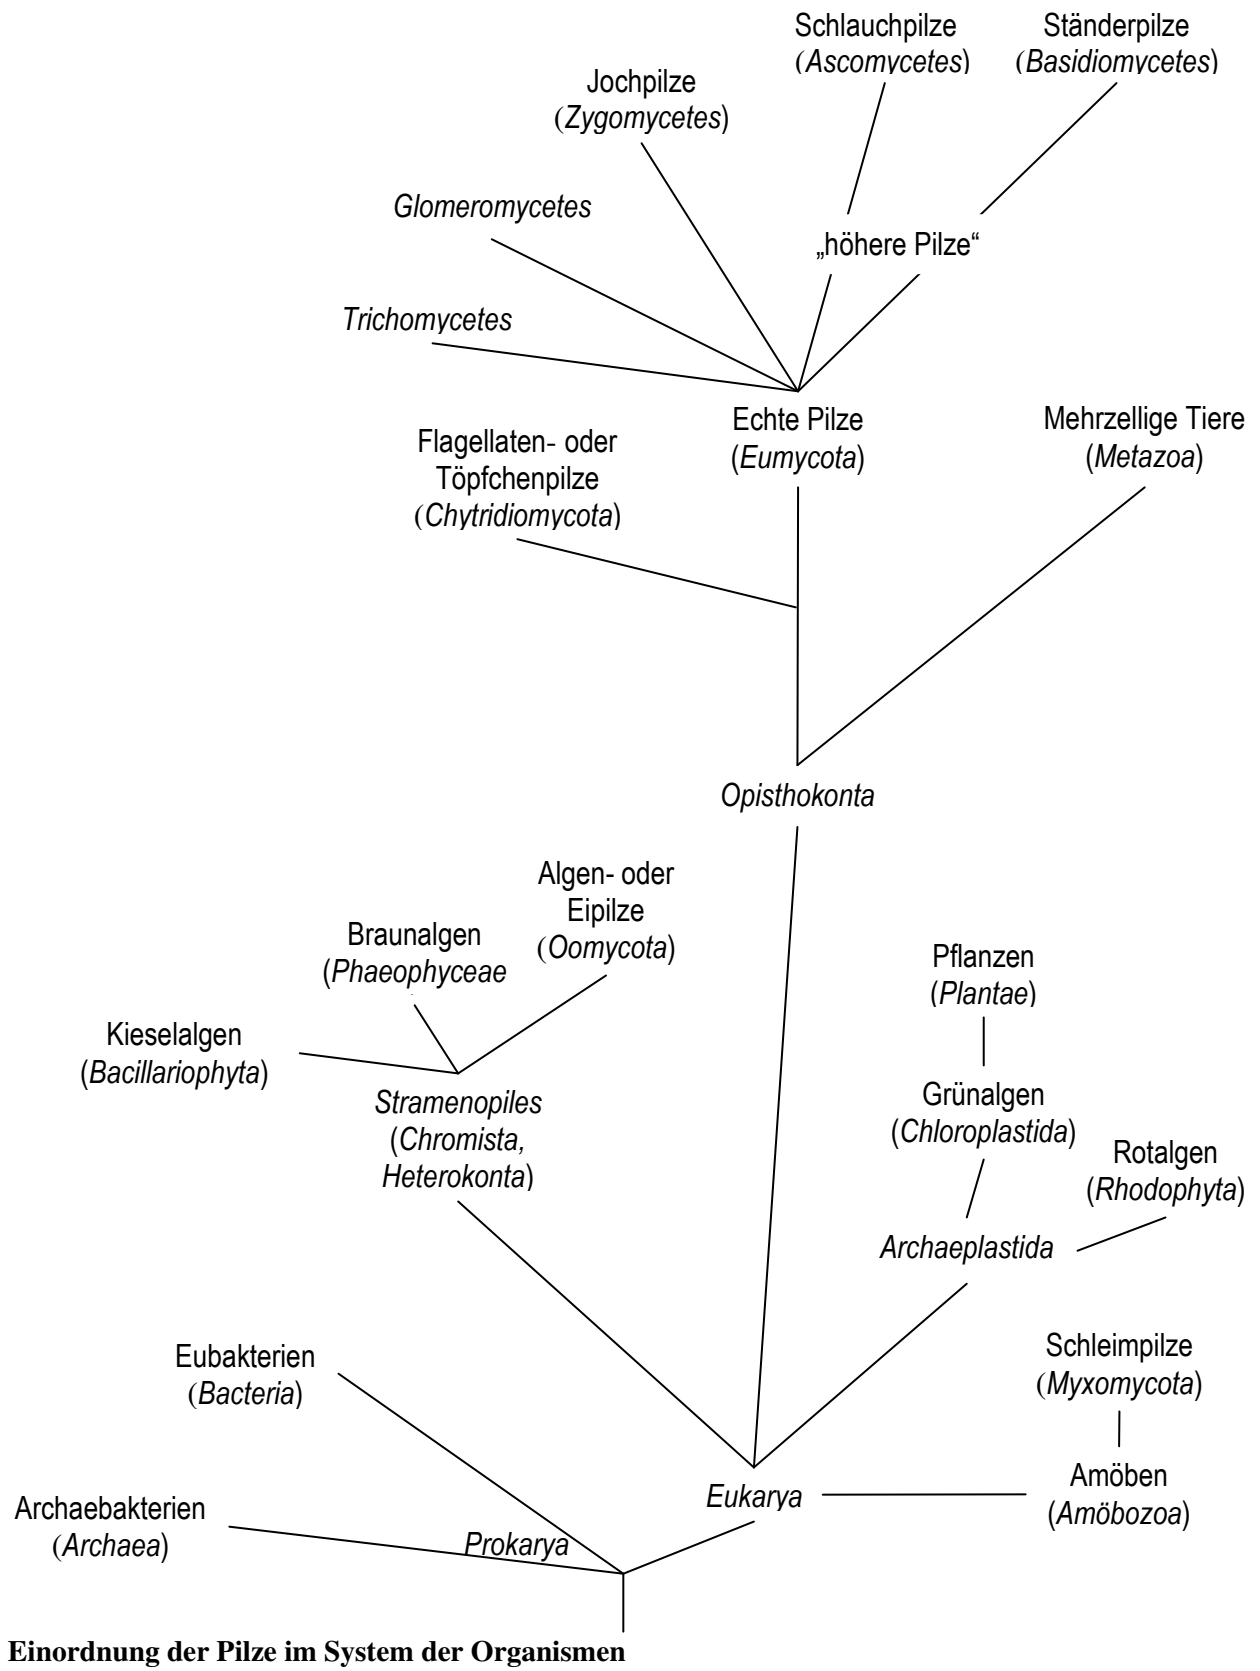 Schlauchpilze
(Ascomycetes)
Ständerpilze
(Basidiomycetes)
Jochpilze
(Zygomycetes)
Glomeromycetes
„höhere Pilze“
Trichomycetes
Echte Pilze
(Eumycota)
Mehrzellige Tiere
(Metazoa)
Flagellaten- oder
Töpfchenpilze
(Chytridiomycota)
Opisthokonta
Algen- oder
Eipilze
(Oomycota)
Braunalgen
(Phaeophyceae
Pflanzen
(Plantae)
Kieselalgen
(Bacillariophyta)
Stramenopiles
(Chromista,
Heterokonta)
Grünalgen
(Chloroplastida)
Rotalgen
(Rhodophyta)
Archaeplastida
Eubakterien
(Bacteria)
Schleimpilze
(Myxomycota)
Amöben
(Amöbozoa)
Eukarya
Archaebakterien
(Archaea)
Prokarya
Einordnung der Pilze im System der Organismen